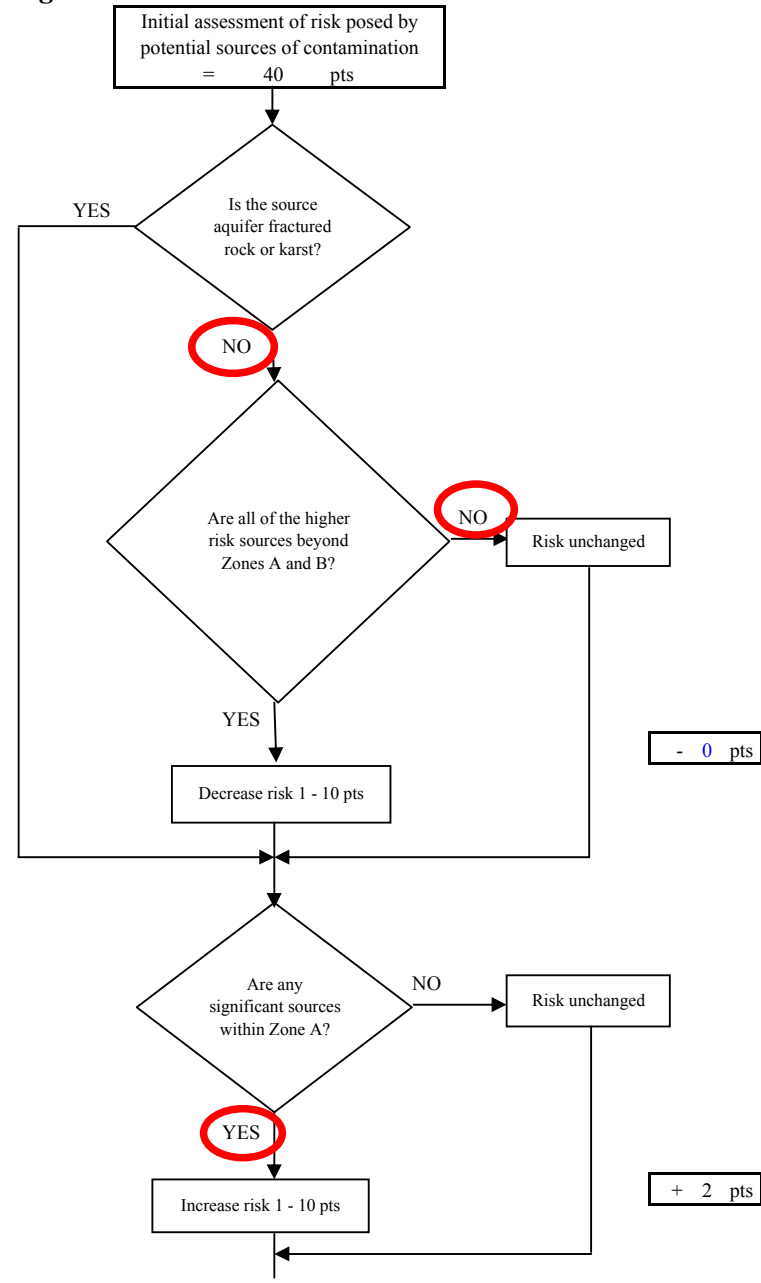 Initial assessment of risk posed by
potential sources of contamination
= 40 pts
Is the source
aquifer fractured
rock or karst?
YES
NO
Are all of the higher
risk sources beyond
Zones A and B?
NO
Risk unchanged
YES
- 0 pts
Decrease risk 1 - 10 pts
Are any
significant sources
within Zone A?
NO
Risk unchanged
YES
+ 2 pts
Increase risk 1 - 10 pts